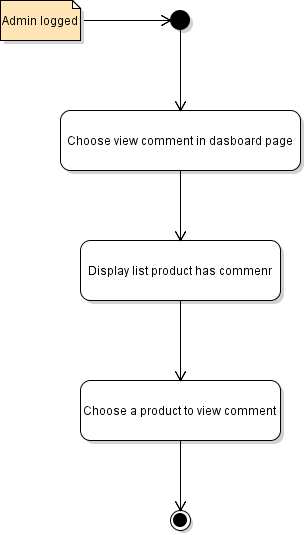 Admin logged
Choose view comment in dasboard page
Display list product has commenr
Choose a product to view comment